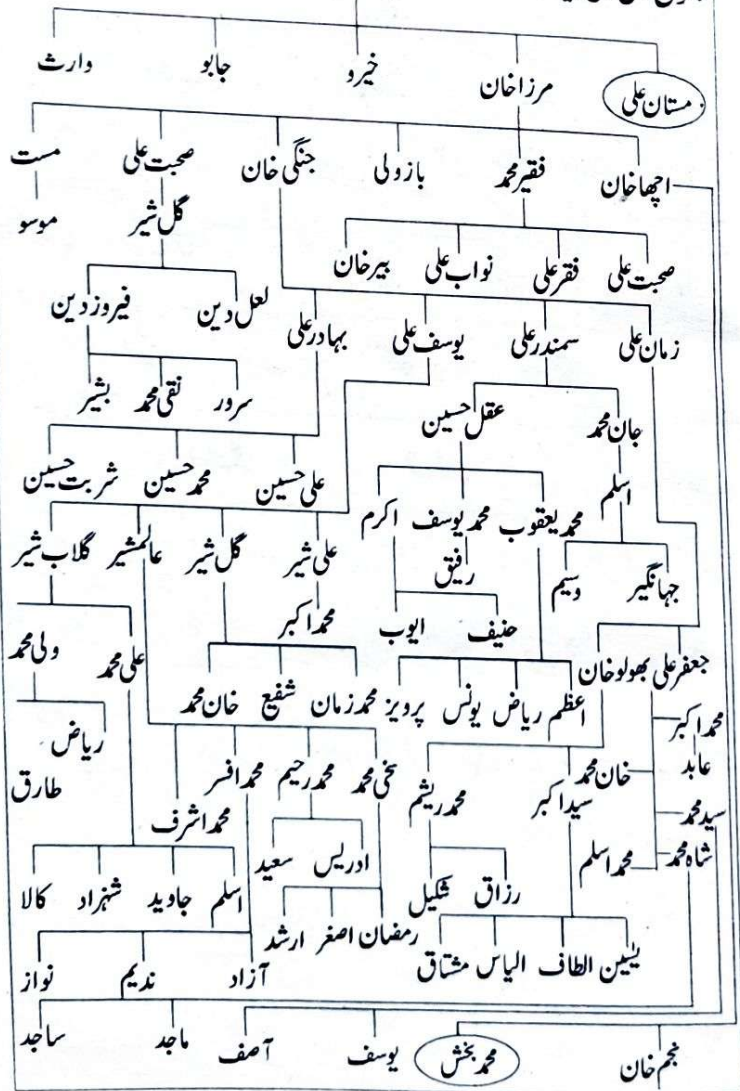 مستان علی مرزا خان خیرو جابو وارث
اچھا خان فقیر محمد بازولی جنگی خان صحبت علی مست
گل شیر موسو
صحبت علی فقر علی نواب علی بیر خان
لعل دین فیروز دین
زمان علی سمندر علی یوسف علی بہادر علی
سرور نقی محمد بشیر
جان محمد عقل حسین
علی حسین محمد حسین شربت حسین
اسلم محمد یعقوب محمد یوسف اکرم
علی شیر گل شیر عالمشیر گلاب شیر
جہانگیر وسیم رفیق
محمد اکبر
حنیف ایوب
جعفر علی بھولو خان علی محمد ولی محمد
اعظم ریاض یونس پرویز محمد زمان شفیع خان محمد
محمد اکبر ریاض طارق
عابد خان محمد سید اکبر محمد ریشم سخی محمد محمد رحیم محمد افسر محمد اشرف
سید محمد
شاہ محمد محمد اسلم
ادریس سعید
رزاق شکیل
اسلم جاوید شہزاد کالا
رمضان اصغر ارشد
یٰسین الطاف الیاس مشتاق
آزاد ندیم نواز
نجم خان محمد بخش یوسف آصف ماجد ساجد